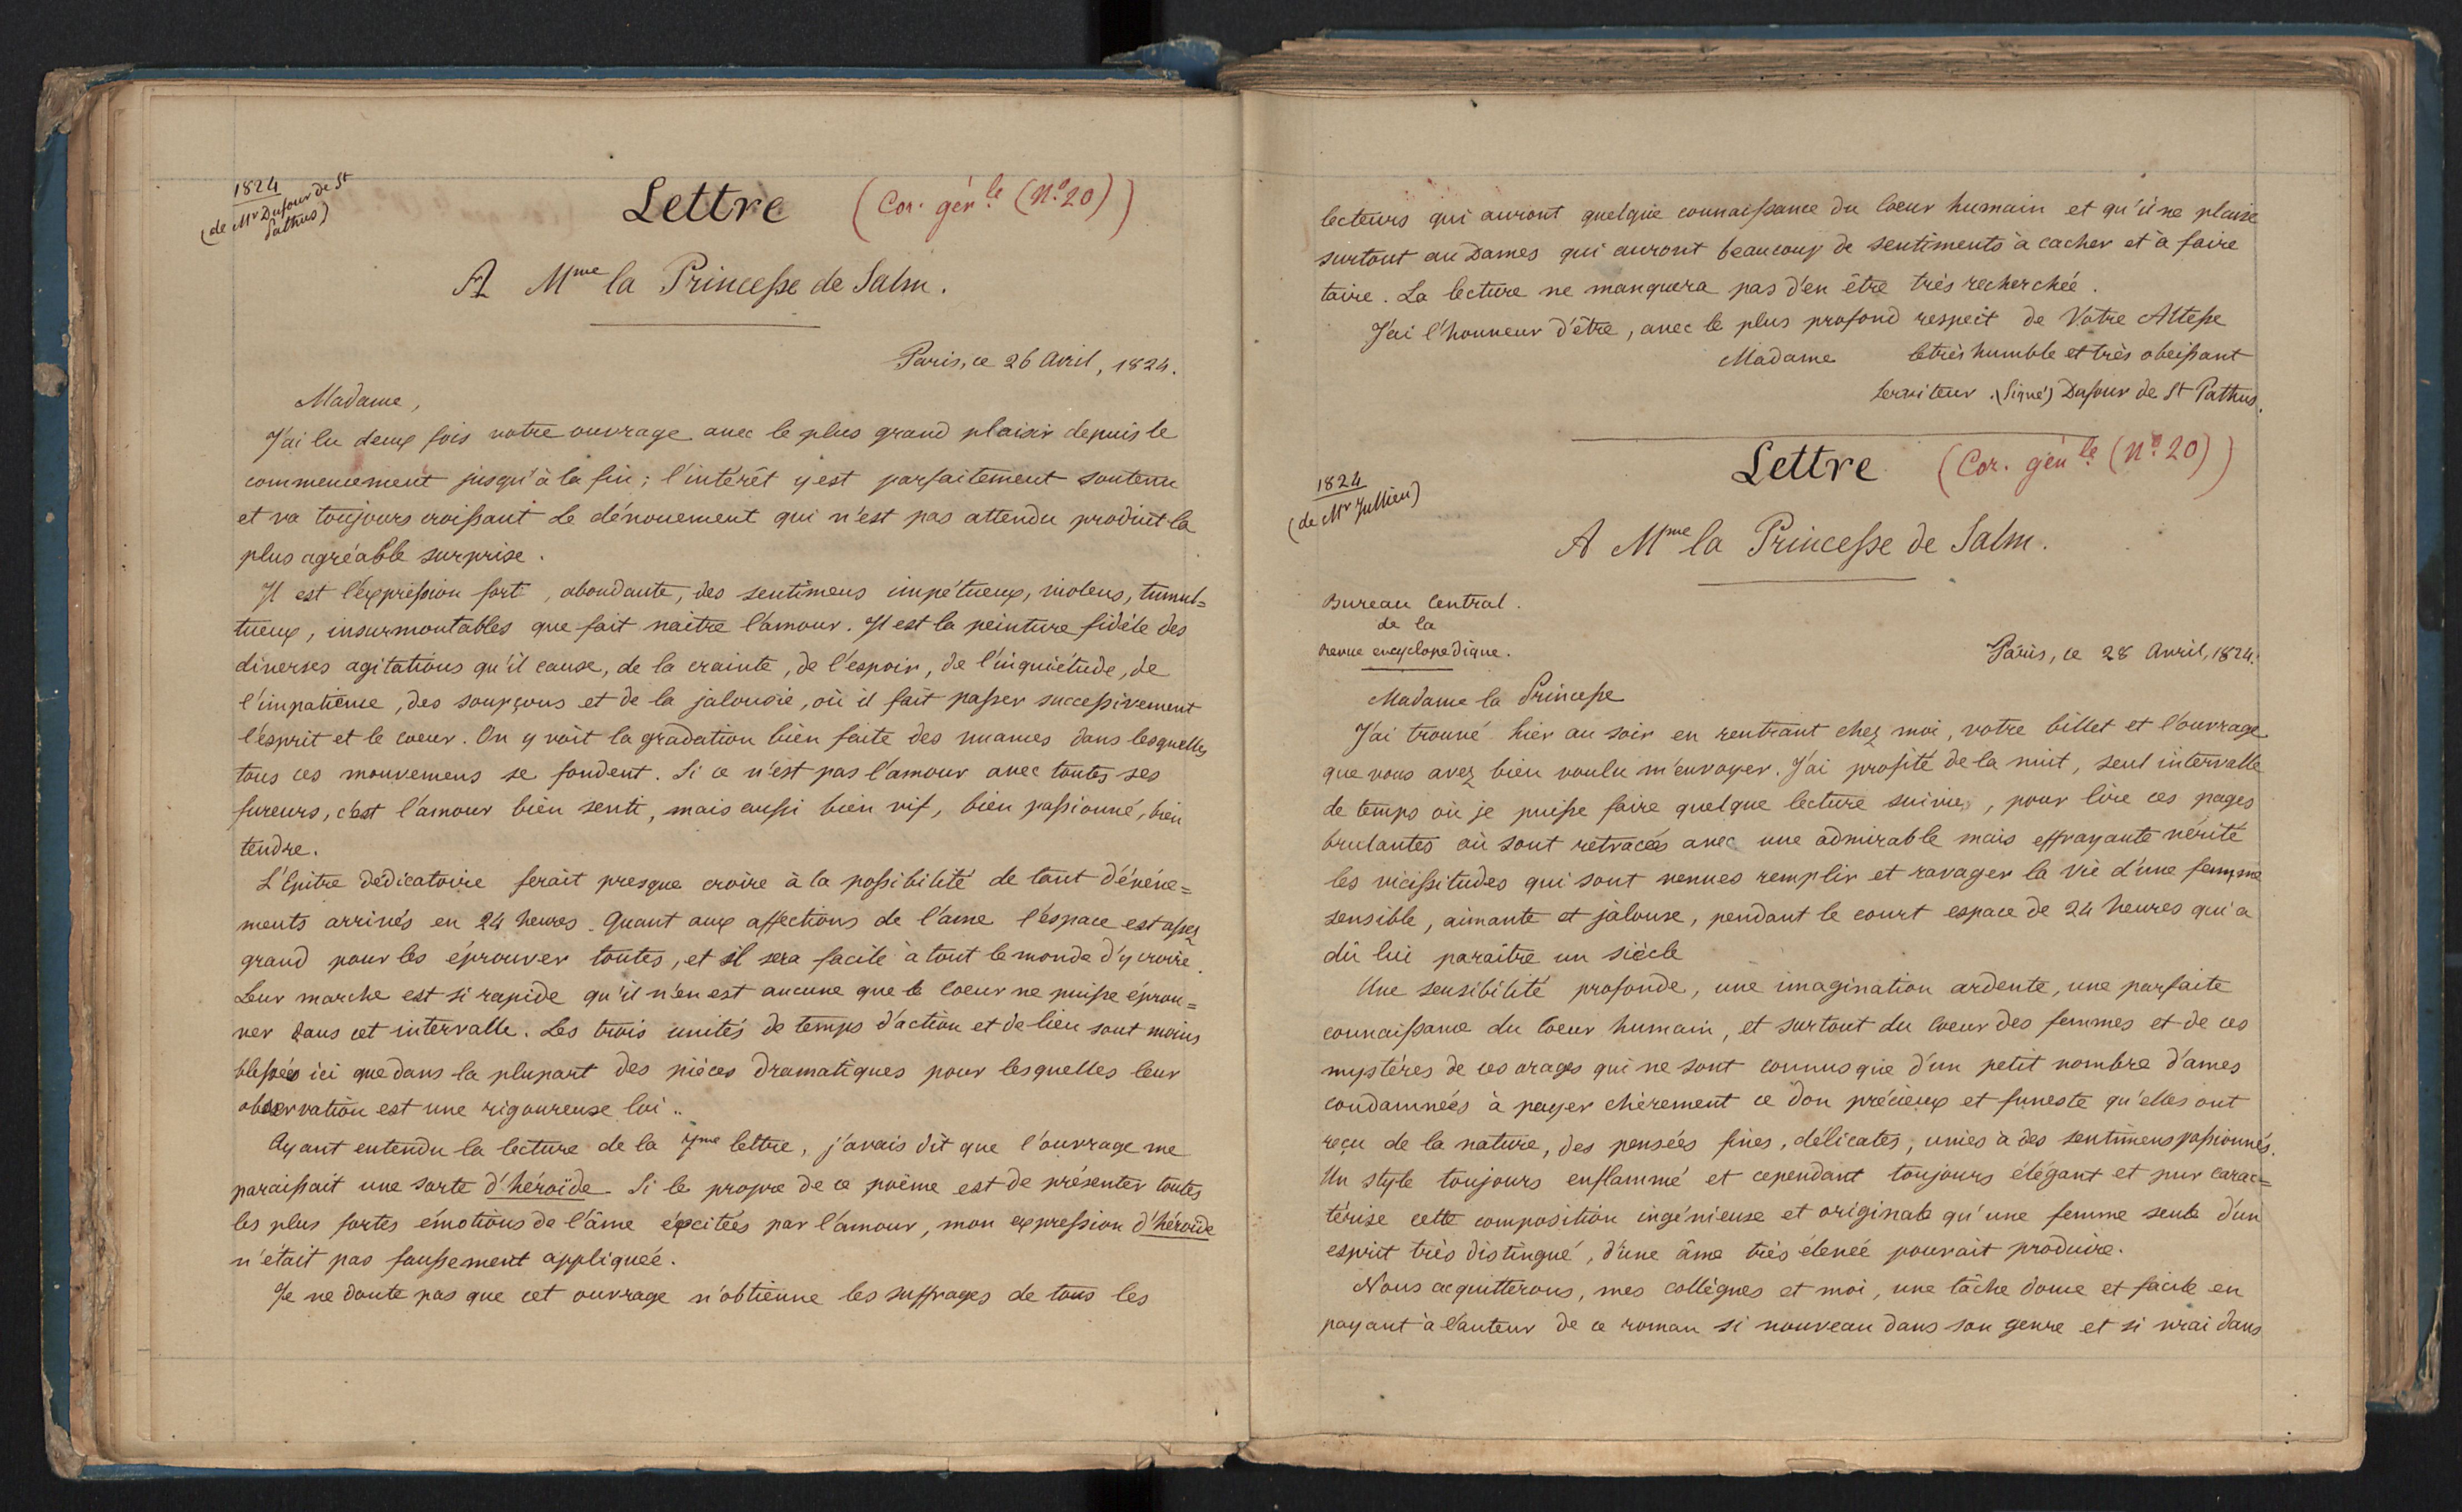 1824
(de Mr Dufour de St
Pathus)
Lettre (Cor. génle (No. 20))
A Mme la Princesse de Salm.
Paris, ce 26 avril, 1824.
Madame,
J'ai lu deux fois votre ouvrage avec le plus grand plaisir depuis le
commencement jusqu'à la fin; l'intérêt y est parfaitement soutenu
et va toujours croissant le dénouement qui n'est pas attendu produit la
plus agréable surprise.
Il est l'expression fort, abondante, des sentimens impétueux, violens, tumul=
tueux, insurmontables que fait naitre l'amour. Il est la peinture fidèle des
diverses agitations qu'il cause, de la crainte, de l'espoir, de l'inquiétude, de
l'impatience, des soupçons et de la jalousie, où il fait passer successivement
l'esprit et le coeur. On y voit la gradation bien faite des nuances dans lesquelles
tous ces mouvemens se fondent. Si ce n'est pas l'amour avec toutes ses
fureurs, c'est l'amour bien senti, mais aussi bien vif, bien passionné, bien
tendre.
L'Epitre dedicatoire ferait presque croire à la possibilité de tant d'événe=
ments arrivés en 24 heures. Quant aux affections de l'ame l'espace est assez
grand pour les éprouver toutes, et il sera facile à tout le monde d'y croire.
Leur marche est si rapide qu'il n'en est aucune que le coeur ne puisse éprou=
ver dans cet intervalle. Les trois unités de temps d'action et de lieu sont moins
blessées ici que dans la plupart des pièces dramatiques pour lesquelles leur
observation est une rigoureuse loi..
Ayant entendu la lecture de la 7me lettre, j'avais dit que l'ouvrage me
paraissait une sorte d'héroïde. Si le propre de ce poème est de présenter toutes
les plus fortes émotions de l'âme éxcitées par l'amour, mon expression d'héroïde
n'était pas faussement appliquée.
Je ne doute pas que cet ouvrage n'obtienne les suffrages de tous les
lecteurs qui auront quelque connaissance du coeur humain et qu'il ne plaise
surtout au Dames qui auront beaucoup de sentiments à cacher et à faire
taire. La lecture ne manquera pas d'en être très recherchée.
J'ai l'honneur d'être, avec le plus profond respect de Votre Altesse
Madame le très humble et très obeissant
serviteur. (Signé) Dufour de St Pathus.
Lettre (Cor. génle (No. 20))
1824
(de Mr Jullien)
A Mme la Princesse de Salm.
Bureau Central.
de la
revue encyclopedique.
Paris, ce 28 Avril, 1824.
Madame la Princesse
J'ai trouvé hier au soir en rentrant chez moi, votre billet et l'ouvrage
que vous avez bien voulu m'envoyer. J'ai profité de la nuit, seul intervalle
de temps où je puisse faire quelque lecture suivie, pour lire ces pages
brulantes où sont retracées avec une admirable mais effrayante vérité
les vicissitudes qui sont venues remplir et ravager la vie d'une femme
sensible, aimante et jalouse, pendant le court espace de 24 heures qui a
dû lui paraître un siècle
Une sensibilité profonde, une imagination ardente, une parfaite
connaissance du Coeur humain, et surtout du Coeur des femmes et de ces
mystères de ces orages qui ne sont connus que d'un petit nombre d'ames
condamnées à payer chèrement ce don précieux et funeste qu'elles ont
reçu de la nature, des pensées fines, délicates, unies à des sentimens passionnés.
Un style toujours enflammé et cependant toujours élégant et pur Carac=
térise cette composition ingénieuse et originale qu'une femme seule d'un
esprit très distingué, d'une âme très élevée pouvait produire.
Nous acquitterons, mes collègues et moi, une tâche douce et facile en
payant à l'auteur de ce roman si nouveau dans son genre et si vrai dans